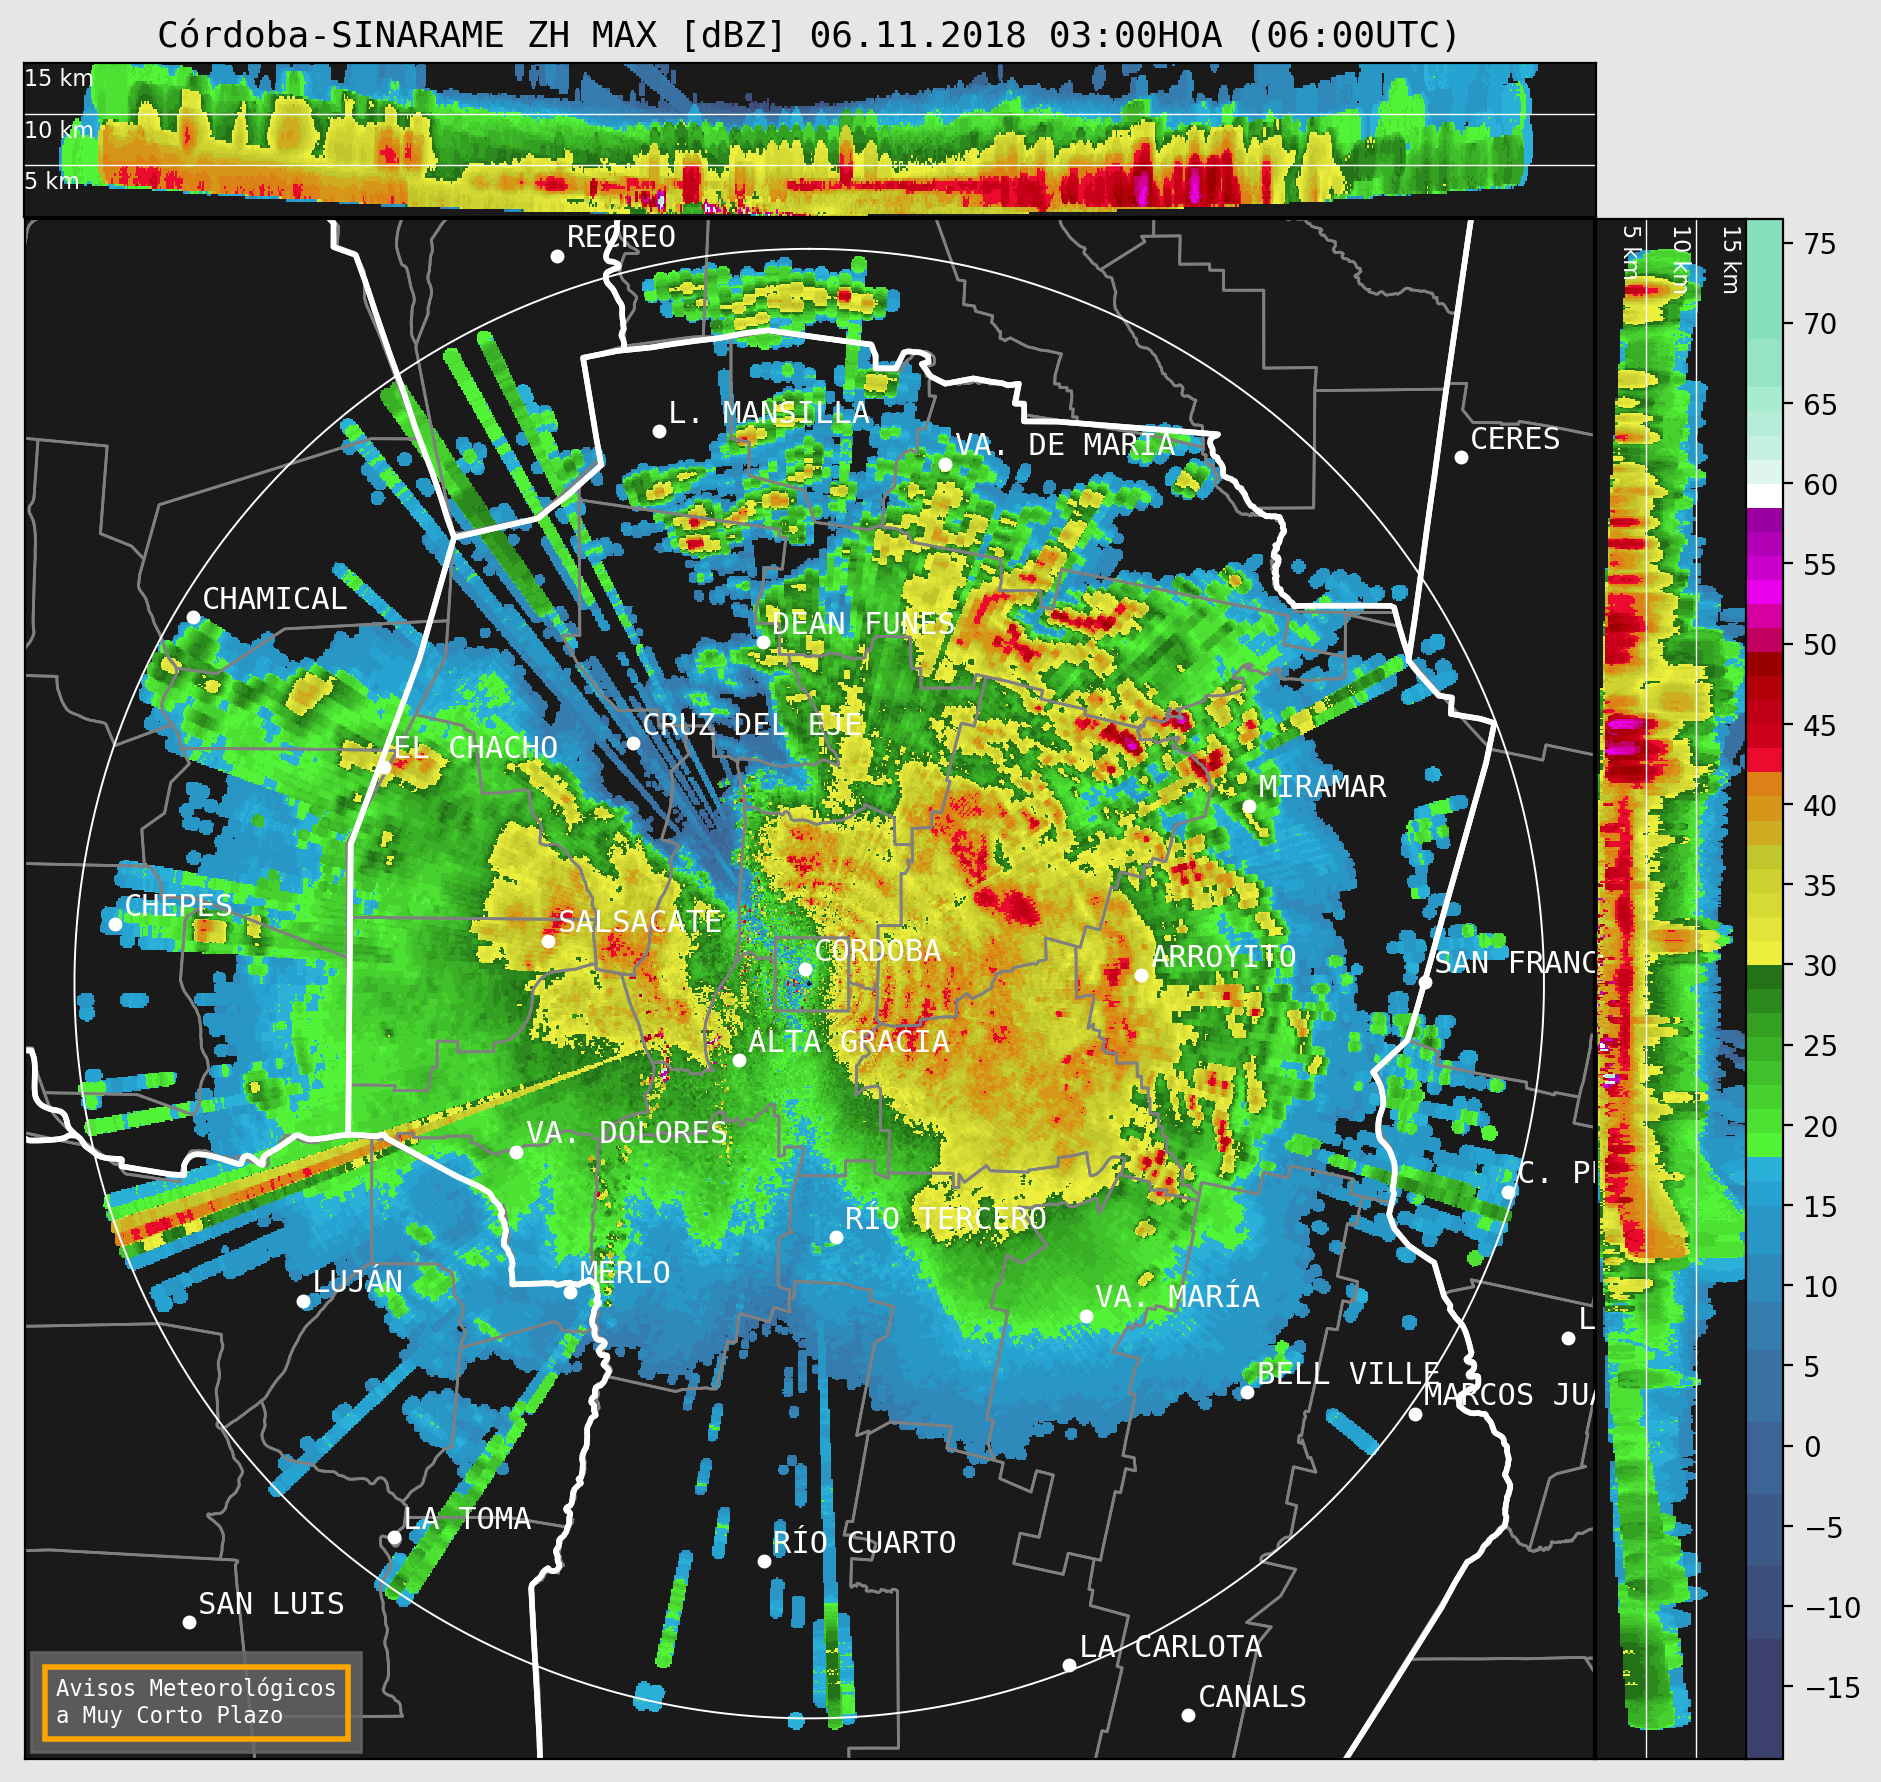 Córdoba-SINARAME ZH MAX [dBZ] 06.11.2018 03:00HOA (06:00UTC)
15 km
10 km
5 km
5 km
10 km
15 km
RECREO
L. MANSILLA
VA. DE MARÍA
CERES
CHAMICAL
DEAN FUNES
CRUZ DEL EJE
EL CHACHO
MIRAMAR
CHEPES
SALSACATE
CÓRDOBA
ARROYITO
SAN FRANC
ALTA GRACIA
VA. DOLORES
C. PE
RÍO TERCERO
MERLO
LUJÁN
VA. MARÍA
L
BELL VILLE
MARCOS JUA
LA TOMA
RÍO CUARTO
SAN LUIS
LA CARLOTA
CANALS
Avisos Meteorológicos
a Muy Corto Plazo
75
70
65
60
55
50
45
40
35
30
25
20
15
10
5
0
−5
−10
−15